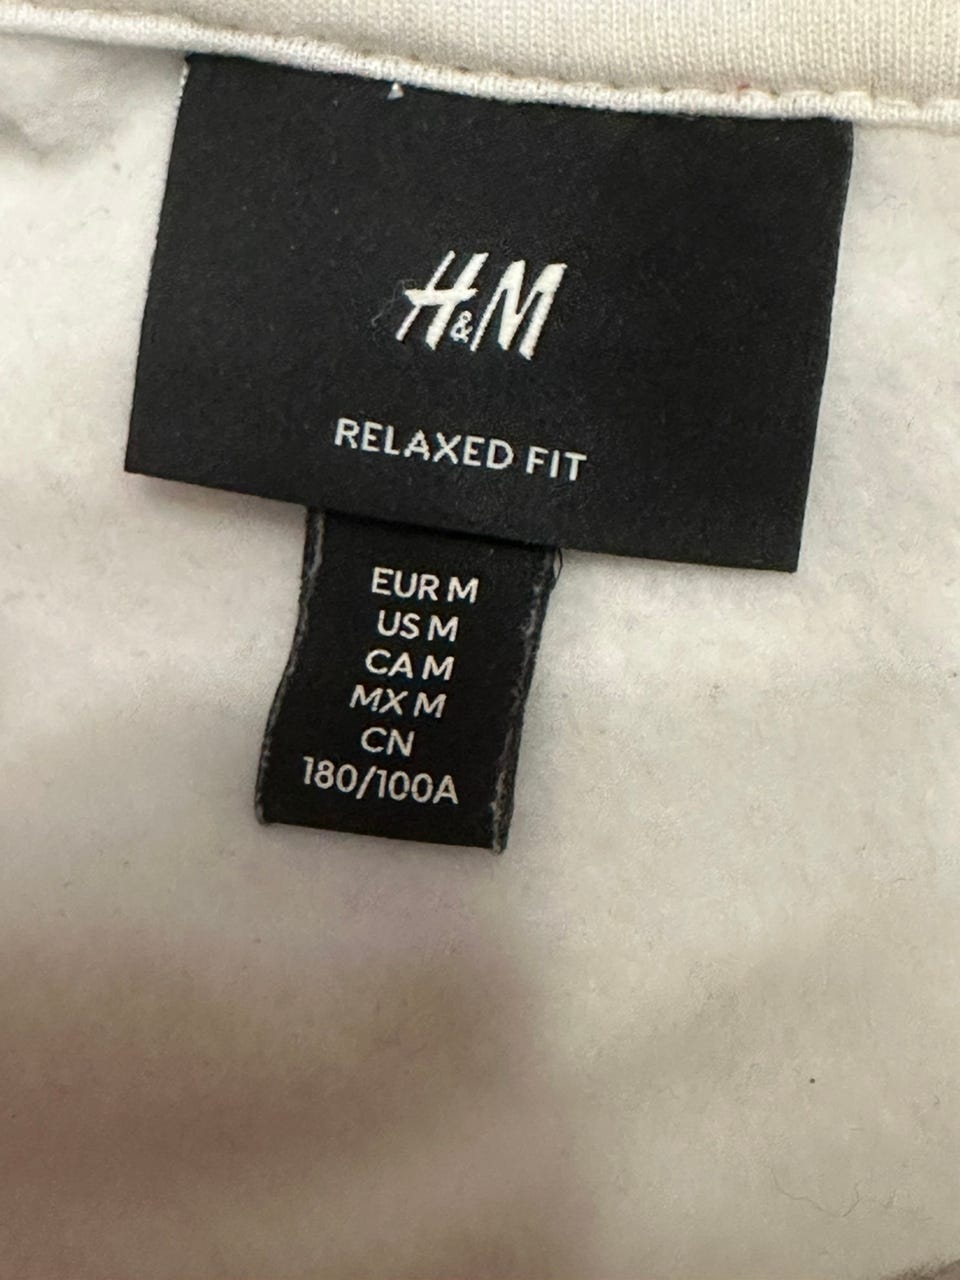 H&M
RELAXED FIT
EUR M
US M
CA M
MX M
CN
180/100A